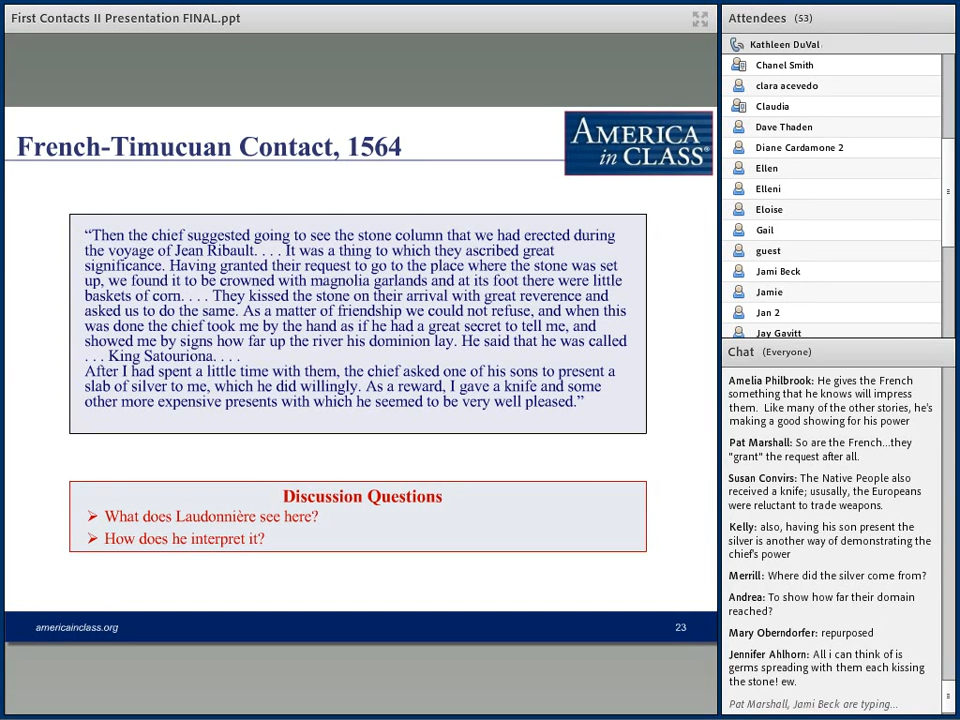 First Contacts II Presentation FINAL.ppt
French-Timucuan Contact, 1564
AMERICA
in CLASS®
“Then the chief suggested going to see the stone column that we had erected during
the voyage of Jean Ribault. . . . It was a thing to which they ascribed great
significance. Having granted their request to go to the place where the stone was set
up, we found it to be crowned with magnolia garlands and at its foot there were little
baskets of corn. . . . They kissed the stone on their arrival with great reverence and
asked us to do the same. As a matter of friendship we could not refuse, and when this
was done the chief took me by the hand as if he had a great secret to tell me, and
showed me by signs how far up the river his dominion lay. He said that he was called
. . . King Satouriona. . . .
After I had spent a little time with them, the chief asked one of his sons to present a
slab of silver to me, which he did willingly. As a reward, I gave a knife and some
other more expensive presents with which he seemed to be very well pleased.”
Discussion Questions
➢ What does Laudonnière see here?
➢ How does he interpret it?
americainclass.org
23
Attendees (53)
Kathleen DuVal
Chanel Smith
clara acevedo
Claudia
Dave Thaden
Diane Cardamone 2
Ellen
Elleni
Eloise
Gail
guest
Jami Beck
Jamie
Jan 2
Jay Gavitt
Chat (Everyone)
Amelia Philbrook: He gives the French
something that he knows will impress
them. Like many of the other stories, he's
making a good showing for his power
Pat Marshall: So are the French...they
"grant" the request after all.
Susan Convirs: The Native People also
received a knife; ususally, the Europeans
were reluctant to trade weapons.
Kelly: also, having his son present the
silver is another way of demonstrating the
chief's power
Merrill: Where did the silver come from?
Andrea: To show how far their domain
reached?
Mary Oberndorfer: repurposed
Jennifer Ahlhorn: All i can think of is
germs spreading with them each kissing
the stone! ew.
Pat Marshall, Jami Beck are typing...